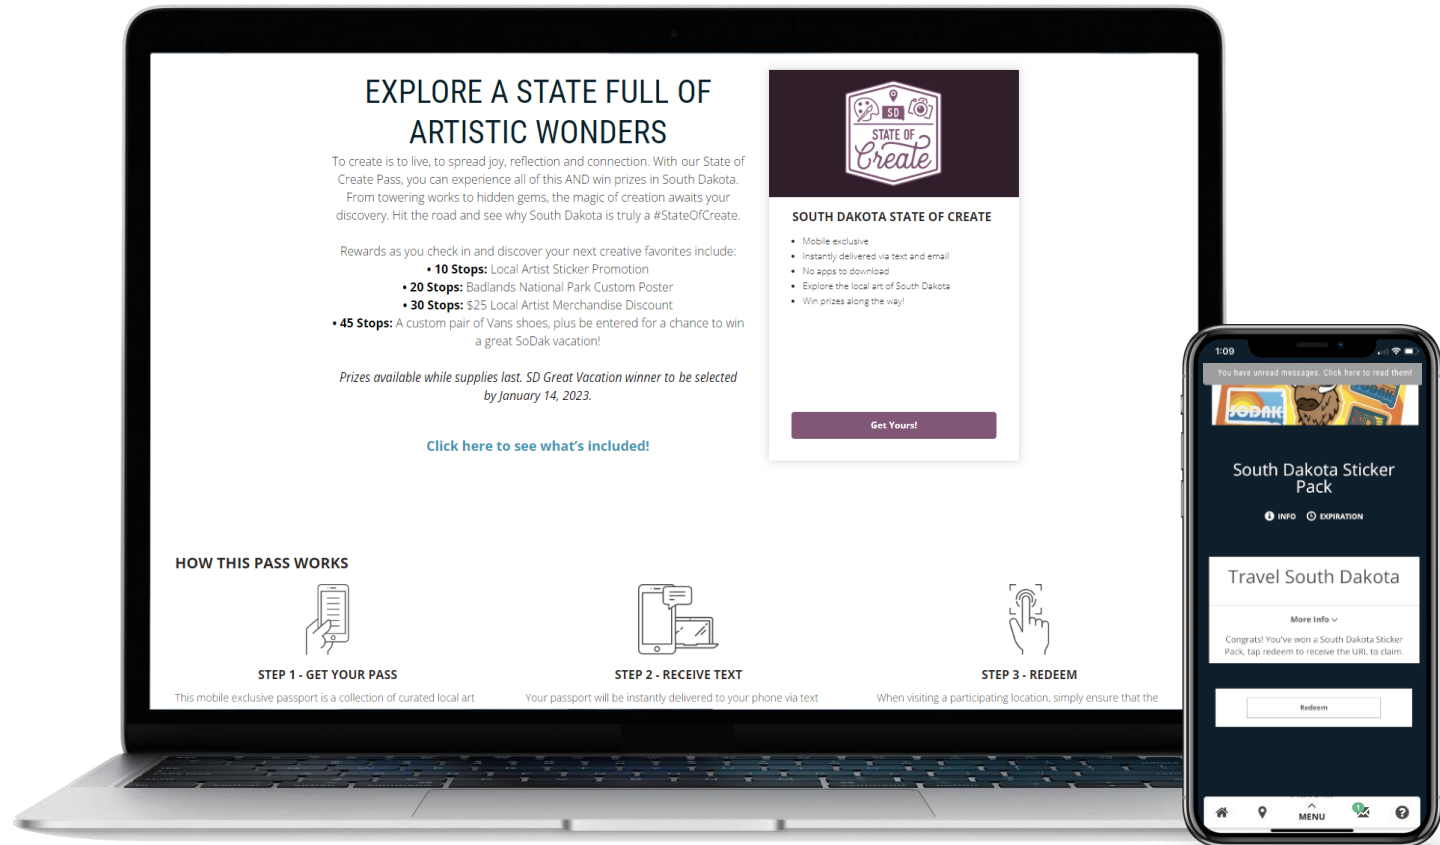 EXPLORE A STATE FULL OF
ARTISTIC WONDERS
To create is to live, to spread joy, reflection and connection. With our State of
Create Pass, you can experience all of this AND win prizes in South Dakota.
From towering works to hidden gems, the magic of creation awaits your
discovery. Hit the road and see why South Dakota is truly a #StateOfCreate.
Rewards as you check in and discover your next creative favorites include:
• 10 Stops: Local Artist Sticker Promotion
• 20 Stops: Badlands National Park Custom Poster
• 30 Stops: $25 Local Artist Merchandise Discount
• 45 Stops: A custom pair of Vans shoes, plus be entered for a chance to win
a great SoDak vacation!
Prizes available while supplies last. SD Great Vacation winner to be selected
by January 14, 2023.
Click here to see what's included!
SD
STATE OF
Create
SOUTH DAKOTA STATE OF CREATE
• Mobile exclusive
• Instantly delivered via text and email
• No apps to download
• Explore the local art of South Dakota
• Win prizes along the way!
Get Yours!
HOW THIS PASS WORKS
STEP 1 - GET YOUR PASS
This mobile exclusive passport is a collection of curated local art
STEP 2 - RECEIVE TEXT
Your passport will be instantly delivered to your phone via text
STEP 3 - REDEEM
When visiting a participating location, simply ensure that the
1:09
You have unread messages. Click here to read them!
SODAK
SODAK
South Dakota Sticker
Pack
INFO
EXPIRATION
Travel South Dakota
More Info
Congrats! You've won a South Dakota Sticker
Pack, tap redeem to receive the URL to claim.
Redeem
MENU
1